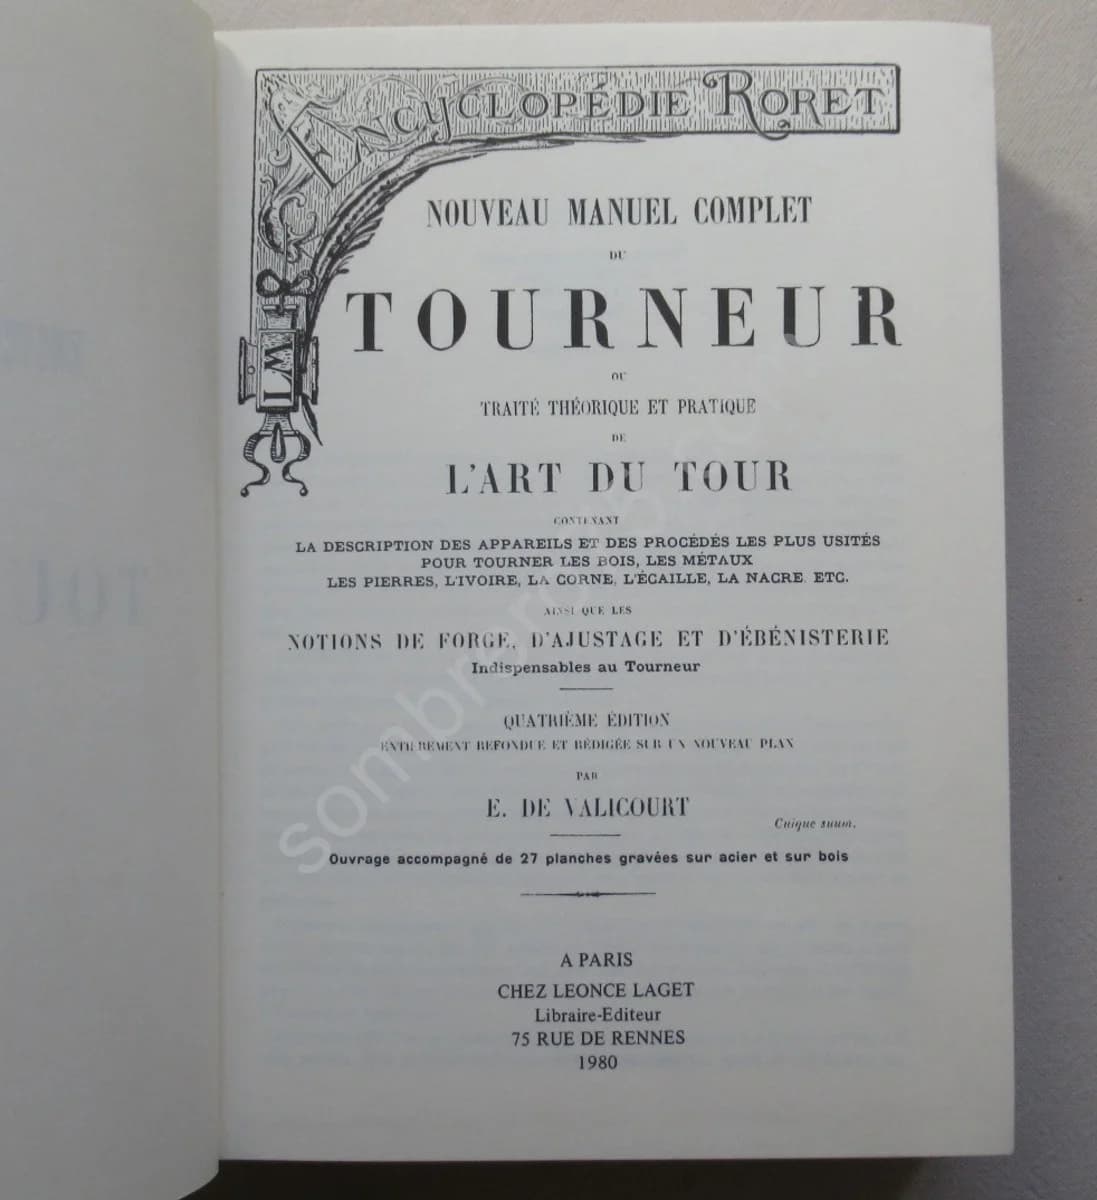 ENCYCLOPÉDIE RORET
LM
NOUVEAU MANUEL COMPLET
DU
TOURNEUR
OU
TRAITÉ THÉORIQUE ET PRATIQUE
DE
L'ART DU TOUR
CONTENANT
LA DESCRIPTION DES APPAREILS ET DES PROCÉDÉS LES PLUS USITÉS
POUR TOURNER LES BOIS, LES MÉTAUX
LES PIERRES, L'IVOIRE, LA CORNE, L'ÉCAILLE, LA NACRE, ETC.
AINSI QUE LES
NOTIONS DE FORGE, D'AJUSTAGE ET D'ÉBÉNISTERIE
Indispensables au Tourneur
QUATRIÈME ÉDITION
ENTIÈREMENT REFONDUE ET RÉDIGÉE SUR UN NOUVEAU PLAN
PAR
E. DE VALICOURT
Cuique suum.
Ouvrage accompagné de 27 planches gravées sur acier et sur bois
A PARIS
CHEZ LEONCE LAGET
Libraire-Editeur
75 RUE DE RENNES
1980